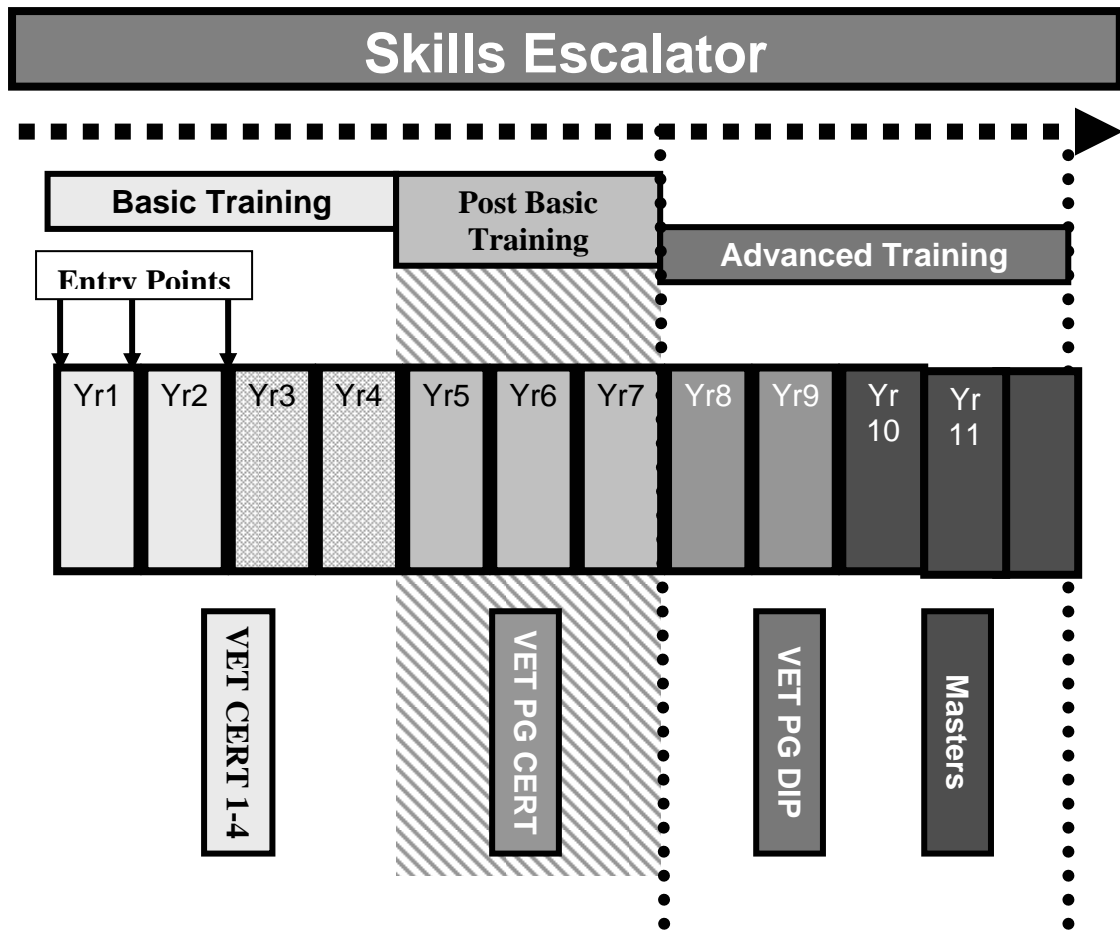 Skills Escalator
Basic Training
Post Basic
Training
Advanced Training
Entry Points
Yr1
Yr2
Yr3
Yr4
Yr5
Yr6
Yr7
Yr8
Yr9
Yr
10
Yr
11
VET CERT 1-4
VET PG CERT
VET PG DIP
Masters